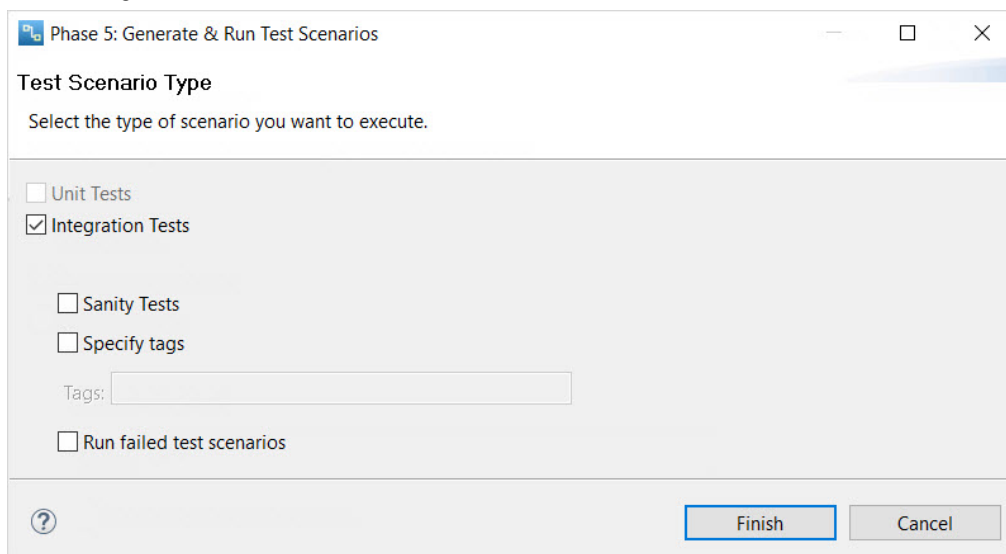 Phase 5: Generate & Run Test Scenarios
Test Scenario Type
Select the type of scenario you want to execute.
Unit Tests
Integration Tests
Sanity Tests
Specify tags
Tags:
Run failed test scenarios
?
Finish
Cancel